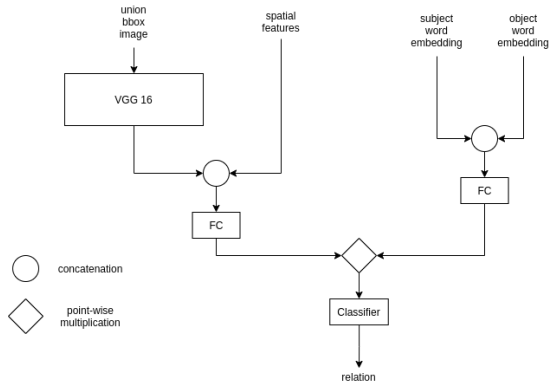 union
bbox
image
spatial
features
subject
word
embedding
object
word
embedding
VGG 16
FC
FC
concatenation
point-wise
multiplication
Classifier
relation